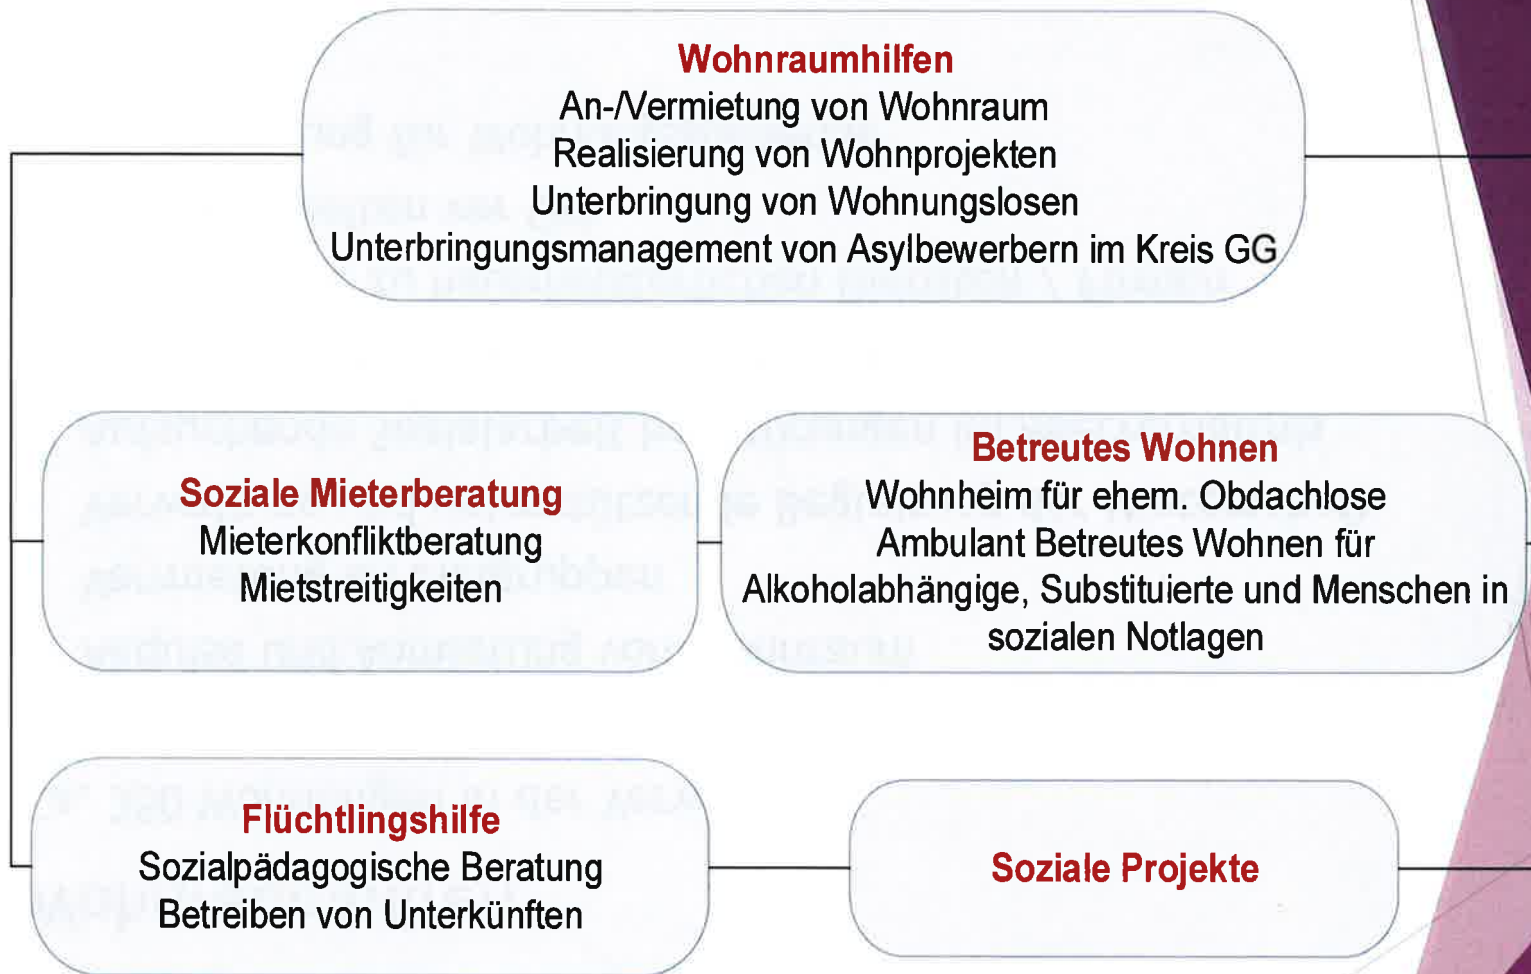 Wohnraumhilfen
An-/Vermietung von Wohnraum
Realisierung von Wohnprojekten
Unterbringung von Wohnungslosen
Unterbringungsmanagement von Asylbewerbern im Kreis GG
Soziale Mieterberatung
Mieterkonfliktberatung
Mietstreitigkeiten
Betreutes Wohnen
Wohnheim für ehem. Obdachlose
Ambulant Betreutes Wohnen für
Alkoholabhängige, Substituierte und Menschen in
sozialen Notlagen
Flüchtlingshilfe
Sozialpädagogische Beratung
Betreiben von Unterkünften
Soziale Projekte